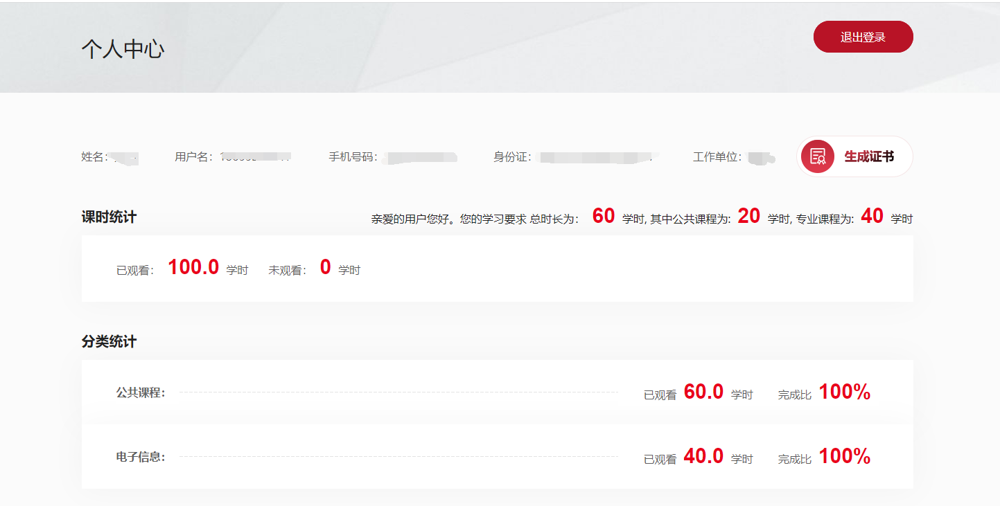 个人中心
退出登录
姓名： 用户名： 手机号码： 身份证： 工作单位： 生成证书
课时统计
亲爱的用户您好。您的学习要求 总时长为： 60 学时, 其中公共课程为: 20 学时, 专业课程为: 40 学时
已观看： 100.0 学时 未观看： 0 学时
分类统计
公共课程： 已观看 60.0 学时 完成比 100%
电子信息： 已观看 40.0 学时 完成比 100%